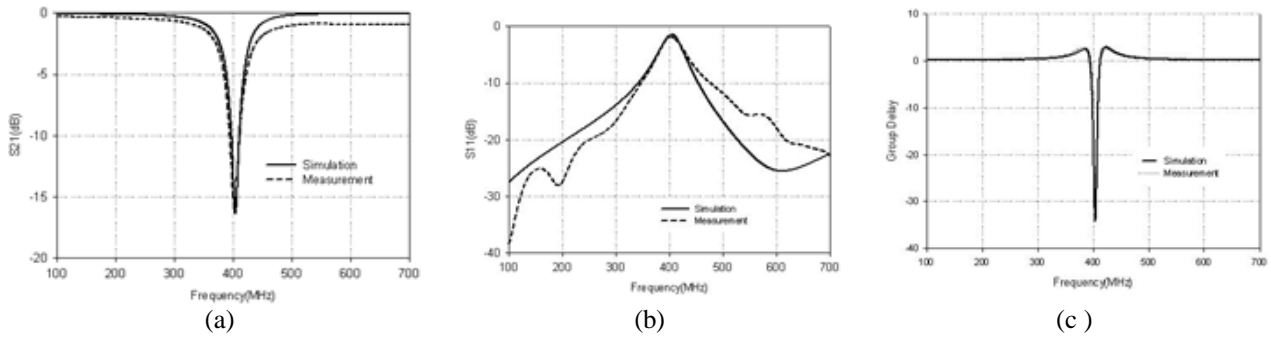 0
-5
-10
-15
-20
S21(dB)
Simulation
Measurement
100 200 300 400 500 600 700
Frequency(MHz)
(a)
0
-10
-20
-30
-40
S11(dB)
Simulation
Measurement
100 200 300 400 500 600 700
Frequency(MHz)
(b)
10
0
-10
-20
-30
-40
Group Delay
Simulation
Measurement
100 200 300 400 500 600 700
Frequency(MHz)
(c )